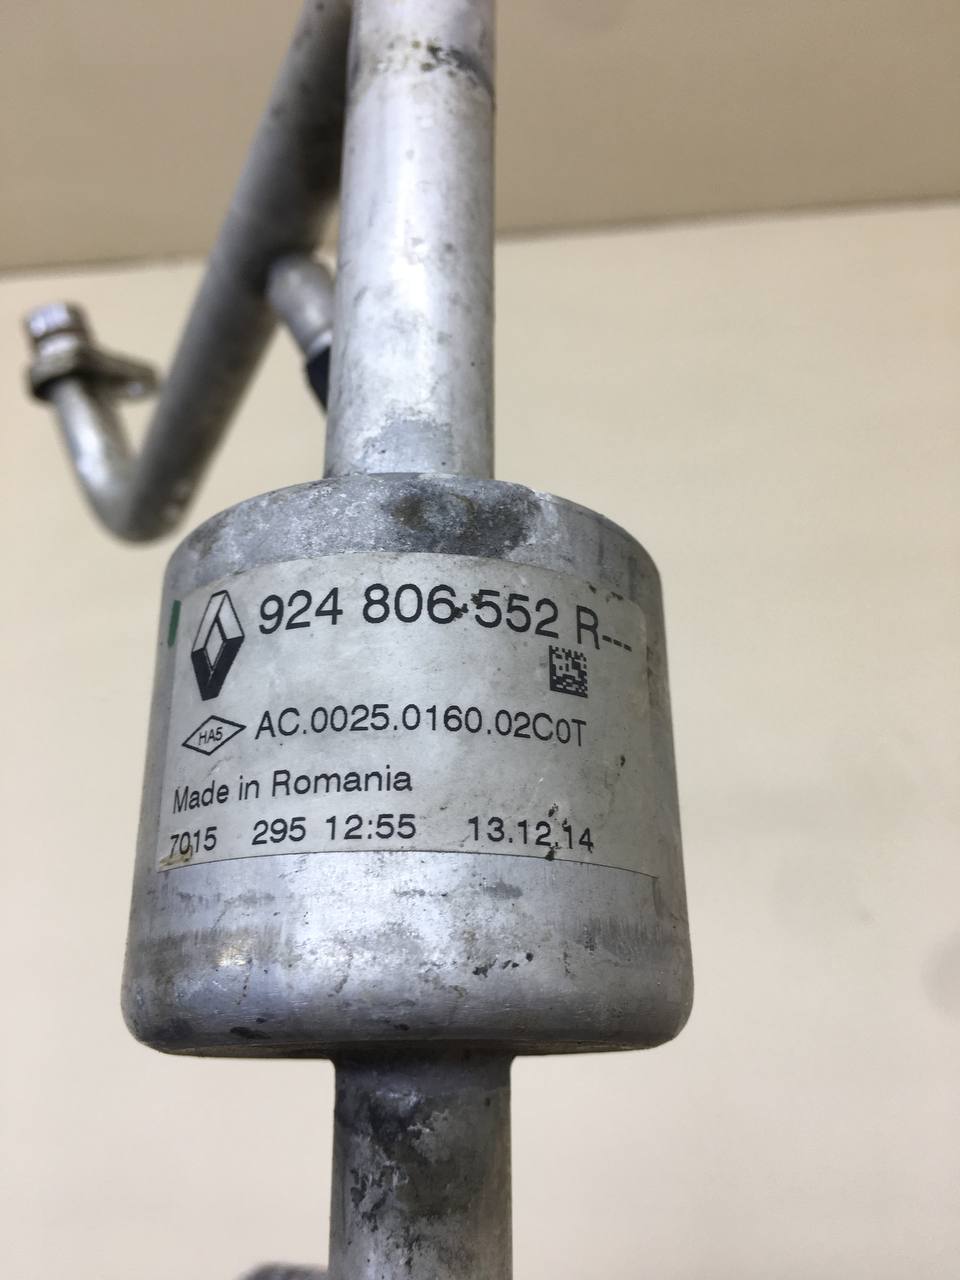 924 806 552 R---
HA5 AC.0025.0160.02C0T
Made in Romania
7015 295 12:55 13.12.14